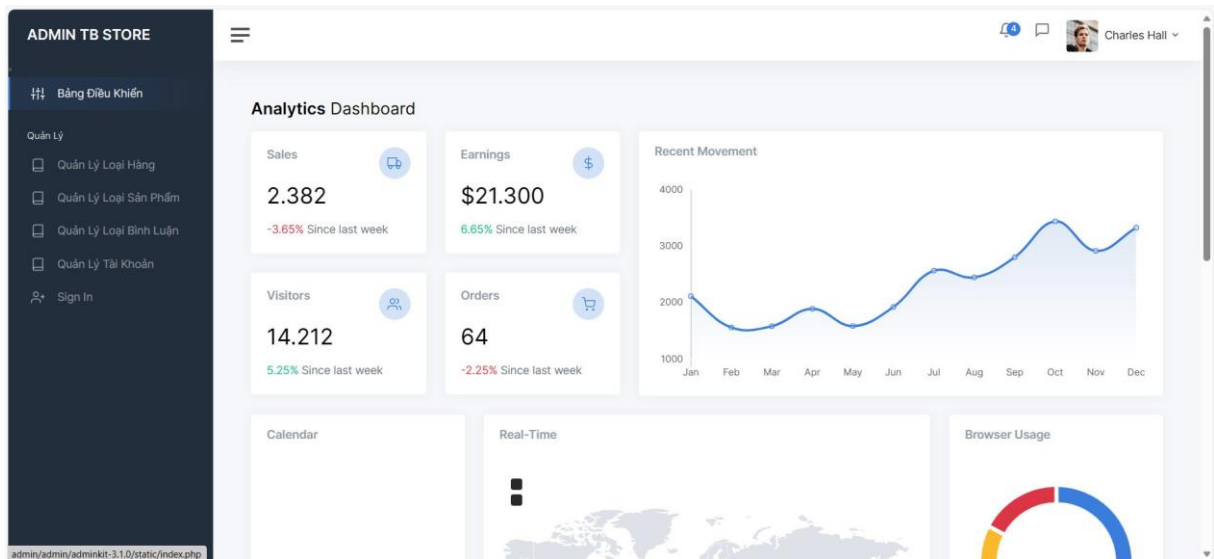 ADMIN TB STORE
4
Charles Hall
Bảng Điều Khiển
Quản Lý
Quản Lý Loại Hàng
Quản Lý Loại Sản Phẩm
Quản Lý Loại Bình Luận
Quản Lý Tài Khoản
Sign In
Analytics Dashboard
Sales
2.382
-3.65% Since last week
Earnings
$
$21.300
6.65% Since last week
Visitors
14.212
5.25% Since last week
Orders
64
-2.25% Since last week
Recent Movement
4000
3000
2000
1000
Jan Feb Mar Apr May Jun Jul Aug Sep Oct Nov Dec
Calendar
Real-Time
Browser Usage
admin/admin/adminkit-3.1.0/static/index.php